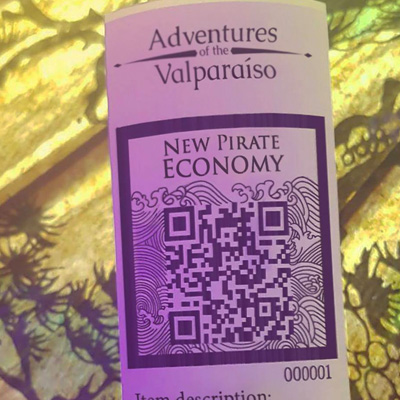 Adventures
of the
Valparaíso
NEW PIRATE
ECONOMY
000001
Item description: